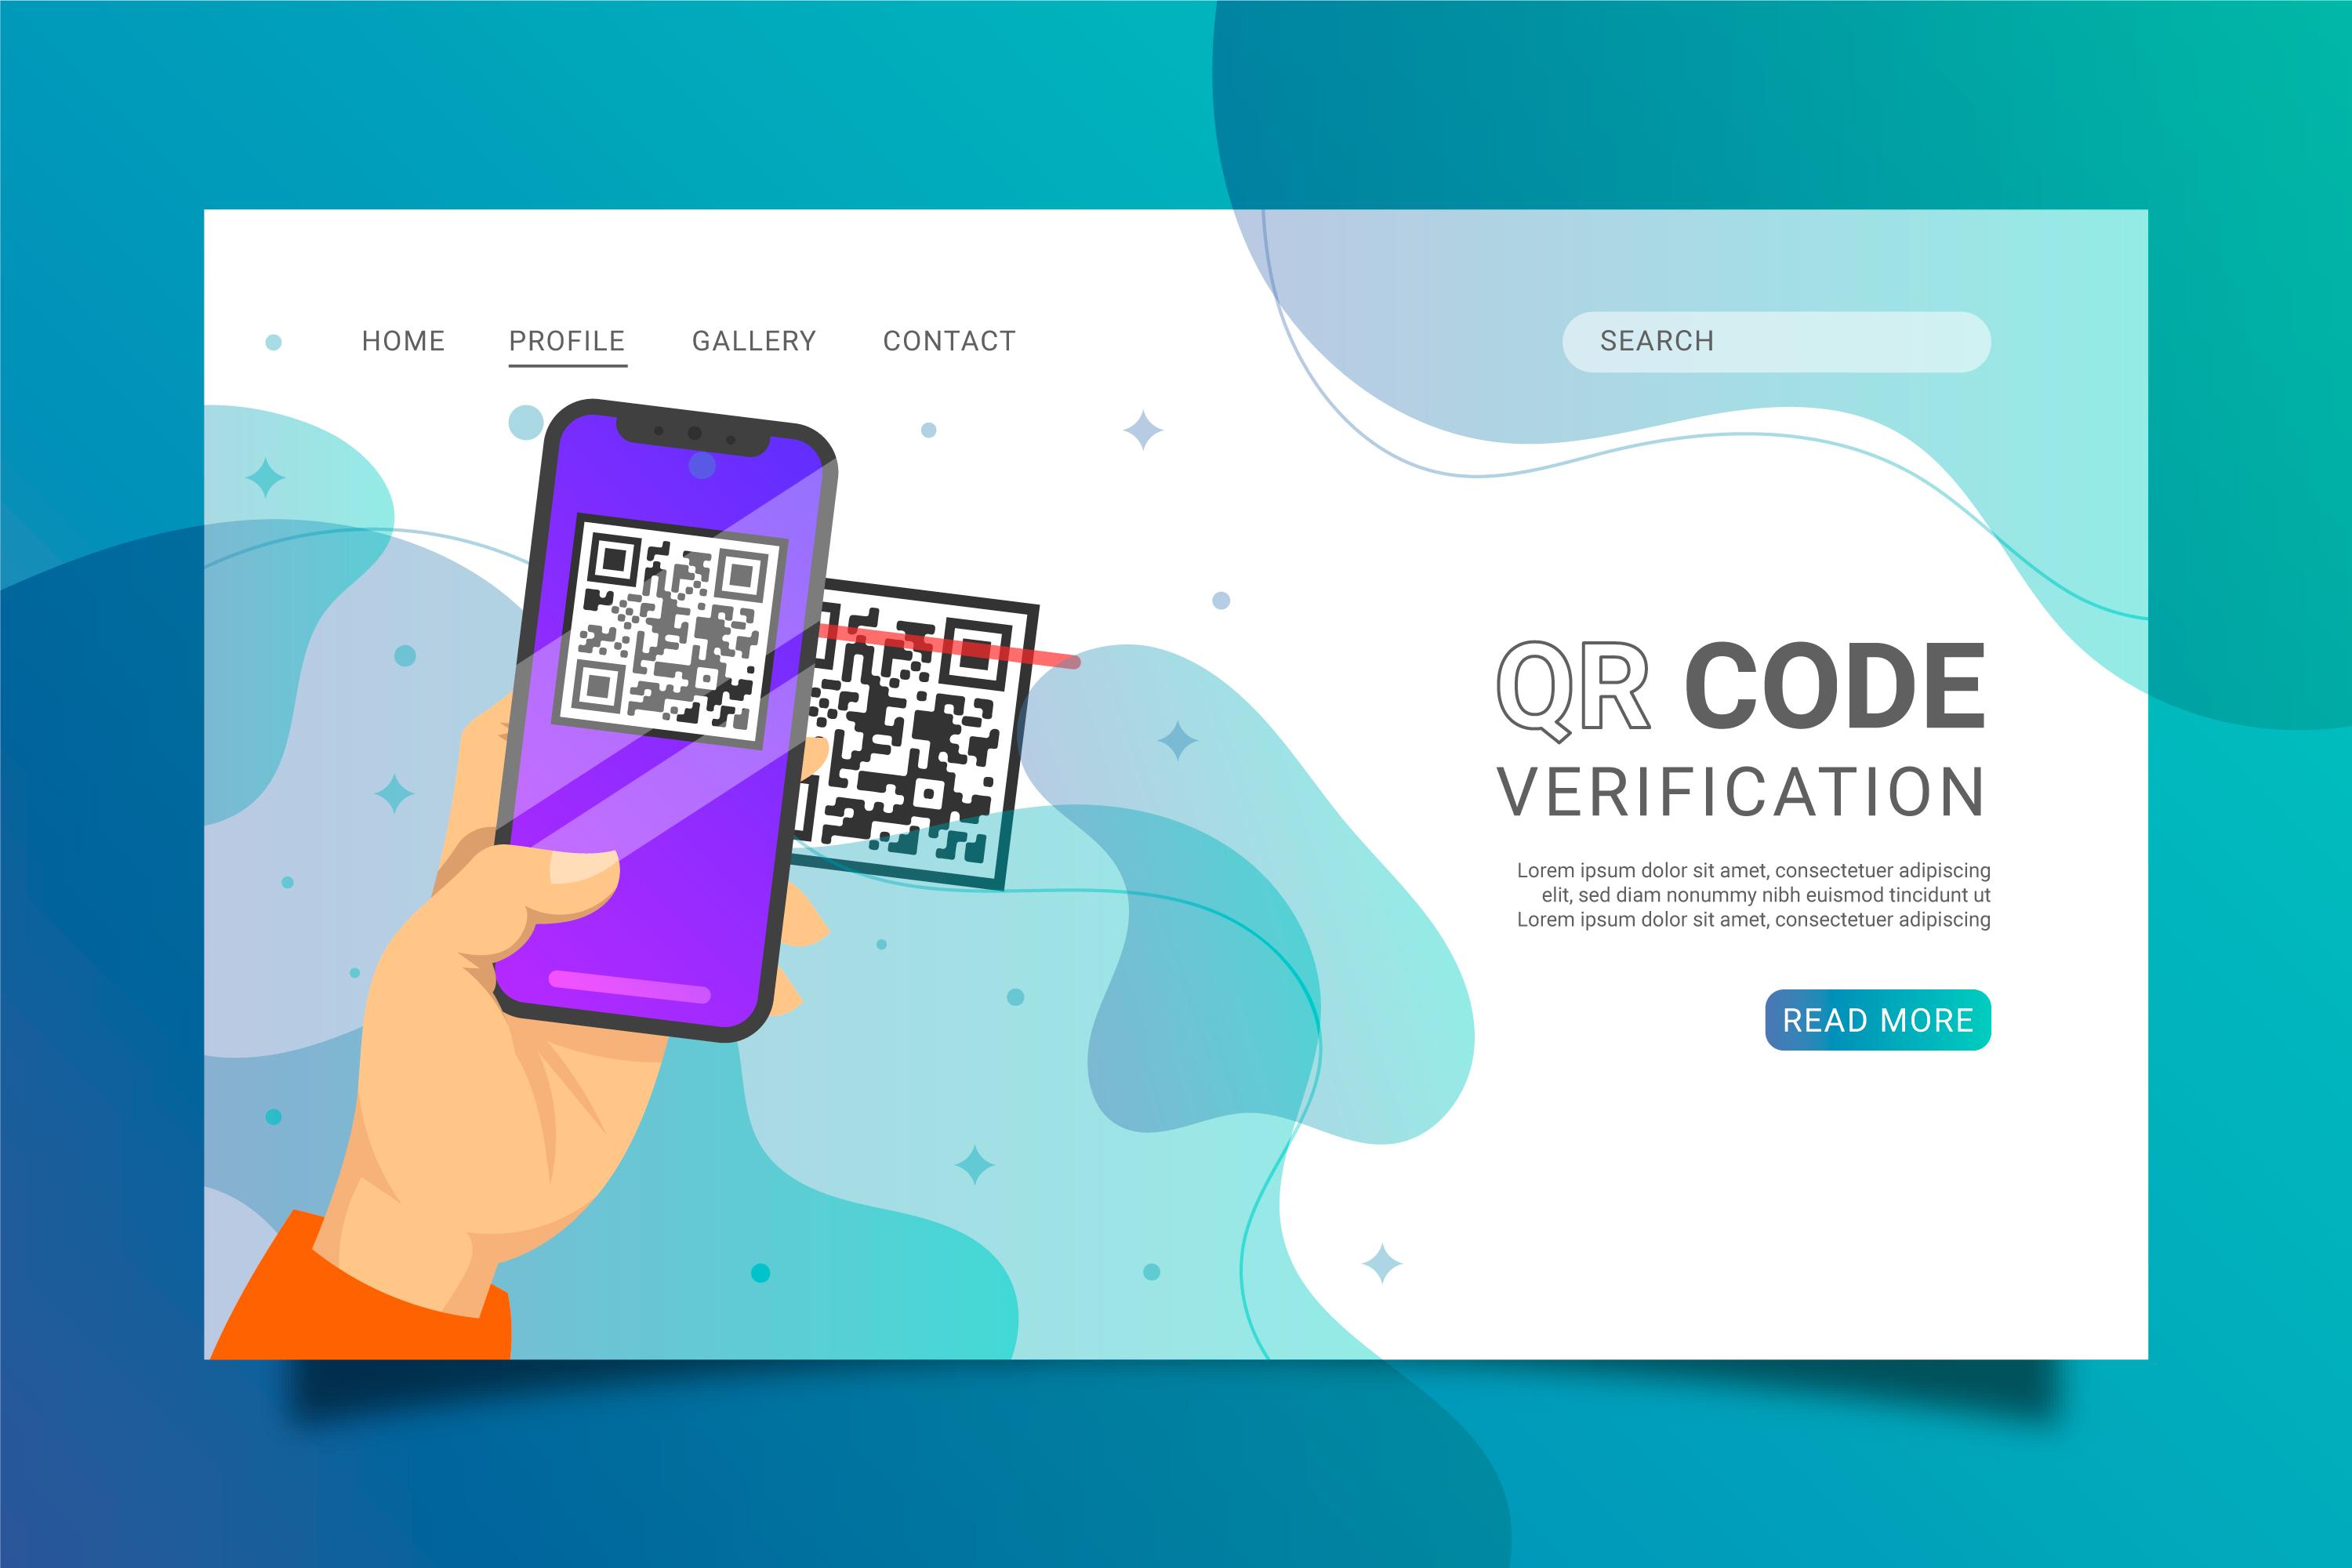 HOME PROFILE GALLERY CONTACT SEARCH
QR CODE
VERIFICATION
Lorem ipsum dolor sit amet, consectetuer adipiscing
elit, sed diam nonummy nibh euismod tincidunt ut
Lorem ipsum dolor sit amet, consectetuer adipiscing
READ MORE